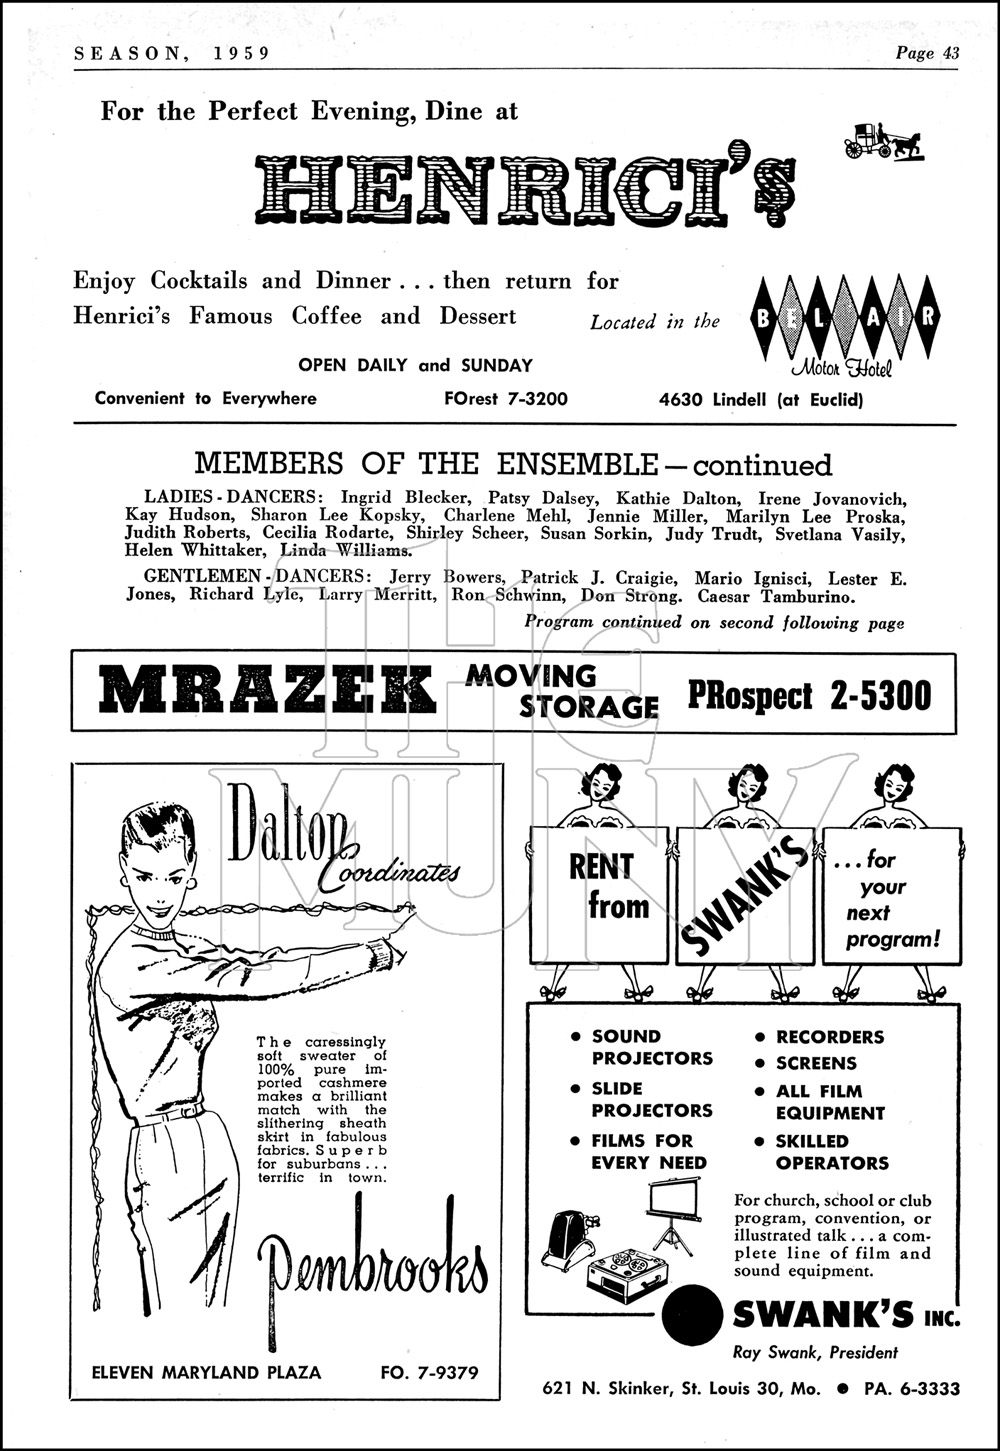 SEASON, 1959
Page 43
For the Perfect Evening, Dine at
HENRICI'S
Enjoy Cocktails and Dinner . . . then return for
Henrici's Famous Coffee and Dessert
Located in the
BEL AIR
Motor Hotel
OPEN DAILY and SUNDAY
Convenient to Everywhere
FOrest 7-3200
4630 Lindell (at Euclid)
MEMBERS OF THE ENSEMBLE — continued
LADIES - DANCERS: Ingrid Blecker, Patsy Dalsey, Kathie Dalton, Irene Jovanovich,
Kay Hudson, Sharon Lee Kopsky, Charlene Mehl, Jennie Miller, Marilyn Lee Proska,
Judith Roberts, Cecilia Rodarte, Shirley Scheer, Susan Sorkin, Judy Trudt, Svetlana Vasily,
Helen Whittaker, Linda Williams.
GENTLEMEN - DANCERS: Jerry Bowers, Patrick J. Craigie, Mario Ignisci, Lester E.
Jones, Richard Lyle, Larry Merritt, Ron Schwinn, Don Strong. Caesar Tamburino.
Program continued on second following page
THE
MUNY
MRAZEK
MOVING
STORAGE
PRospect 2-5300
Dalton
Coordinates
The caressingly
soft sweater of
100% pure im-
ported cashmere
makes a brilliant
match with the
slithering sheath
skirt in fabulous
fabrics. Superb
for suburbans . . .
terrific in town.
Pembrooks
ELEVEN MARYLAND PLAZA
FO. 7-9379
RENT
from
SWANK'S
. . . for
your
next
program!
• SOUND
PROJECTORS
• SLIDE
PROJECTORS
• FILMS FOR
EVERY NEED
• RECORDERS
• SCREENS
• ALL FILM
EQUIPMENT
• SKILLED
OPERATORS
For church, school or club
program, convention, or
illustrated talk . . . a com-
plete line of film and
sound equipment.
SWANK'S INC.
Ray Swank, President
621 N. Skinker, St. Louis 30, Mo. ● PA. 6-3333